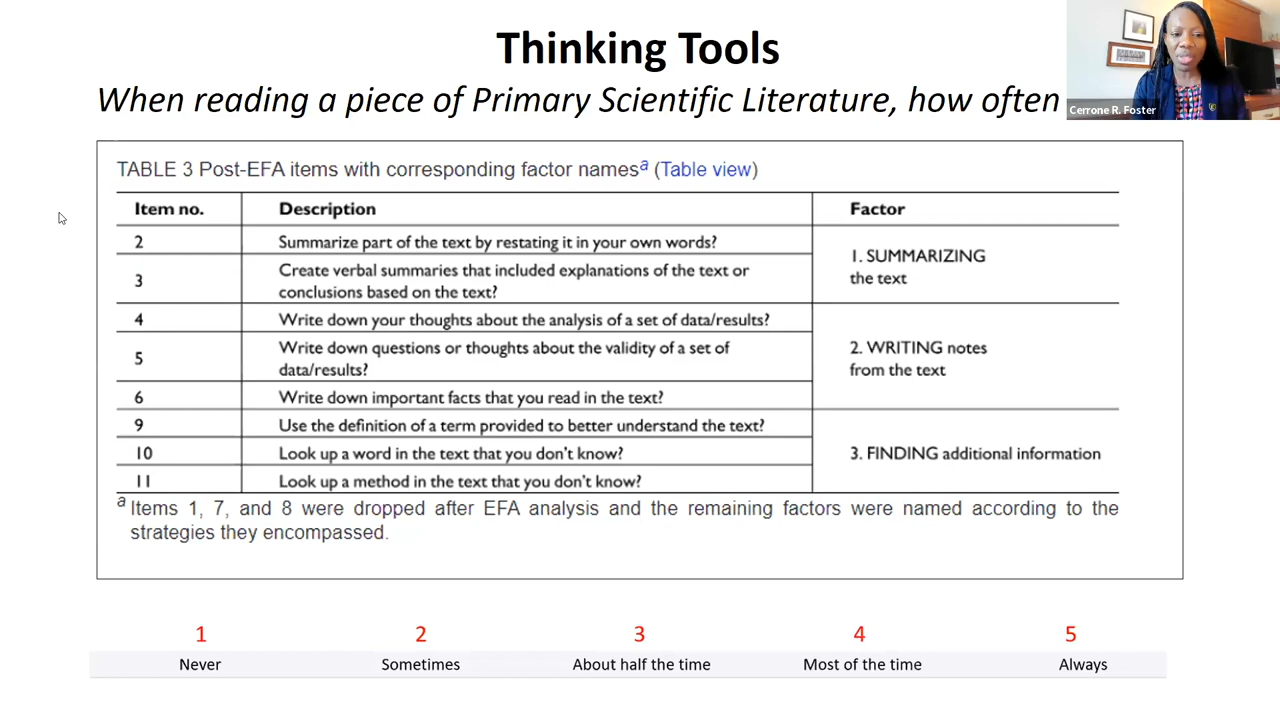 Thinking Tools
When reading a piece of Primary Scientific Literature, how often
Cerrone R. Foster
TABLE 3 Post-EFA items with corresponding factor names a (Table view)
Item no. Description Factor
2 Summarize part of the text by restating it in your own words?
3 Create verbal summaries that included explanations of the text or
conclusions based on the text?
1. SUMMARIZING
the text
4 Write down your thoughts about the analysis of a set of data/results?
5 Write down questions or thoughts about the validity of a set of
data/results?
6 Write down important facts that you read in the text?
2. WRITING notes
from the text
9 Use the definition of a term provided to better understand the text?
10 Look up a word in the text that you don't know?
11 Look up a method in the text that you don't know?
3. FINDING additional information
a Items 1, 7, and 8 were dropped after EFA analysis and the remaining factors were named according to the
strategies they encompassed.
1 2 3 4 5
Never Sometimes About half the time Most of the time Always